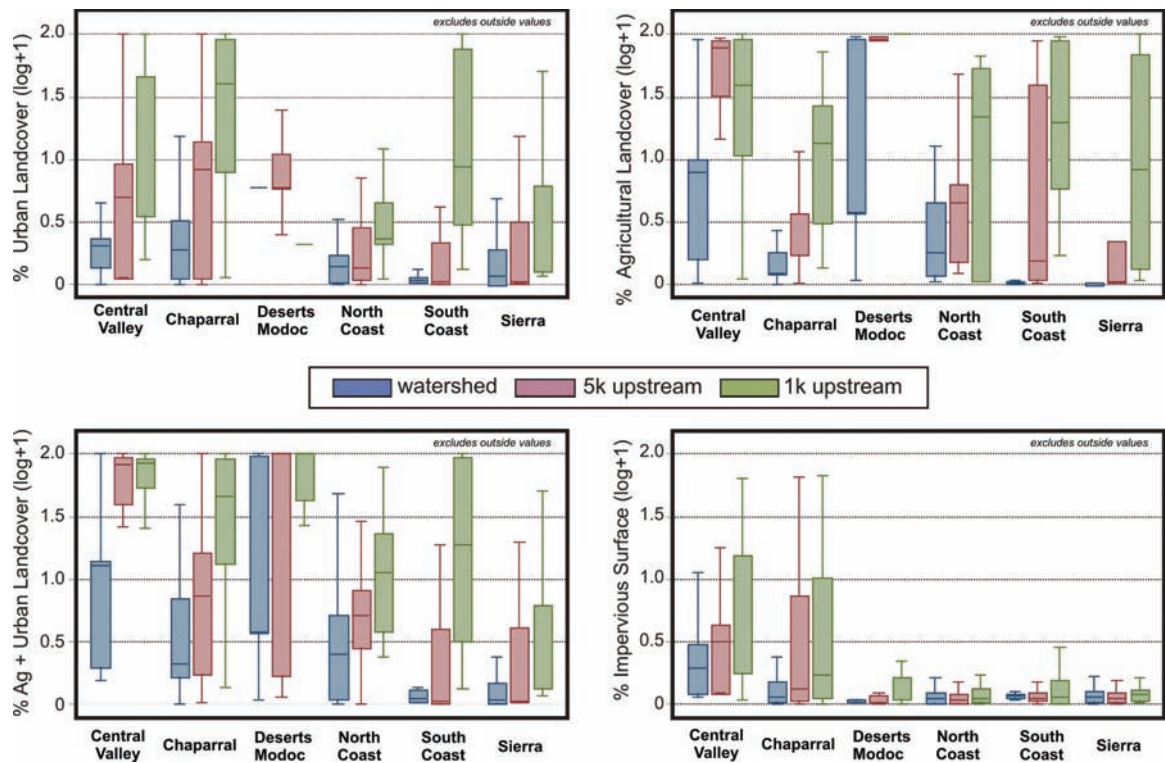 excludes outside values
% Urban Landcover (log+1)
2.0
1.5
1.0
0.5
0
Central
Valley
Chaparral
Deserts
Modoc
North
Coast
South
Coast
Sierra
excludes outside values
% Agricultural Landcover (log+1)
2.0
1.5
1.0
0.5
0
Central
Valley
Chaparral
Deserts
Modoc
North
Coast
South
Coast
Sierra
watershed
5k upstream
1k upstream
excludes outside values
% Ag + Urban Landcover (log+1)
2.0
1.5
1.0
0.5
0
Central
Valley
Chaparral
Deserts
Modoc
North
Coast
South
Coast
Sierra
excludes outside values
% Impervious Surface (log+1)
2.0
1.5
1.0
0.5
0
Central
Valley
Chaparral
Deserts
Modoc
North
Coast
South
Coast
Sierra